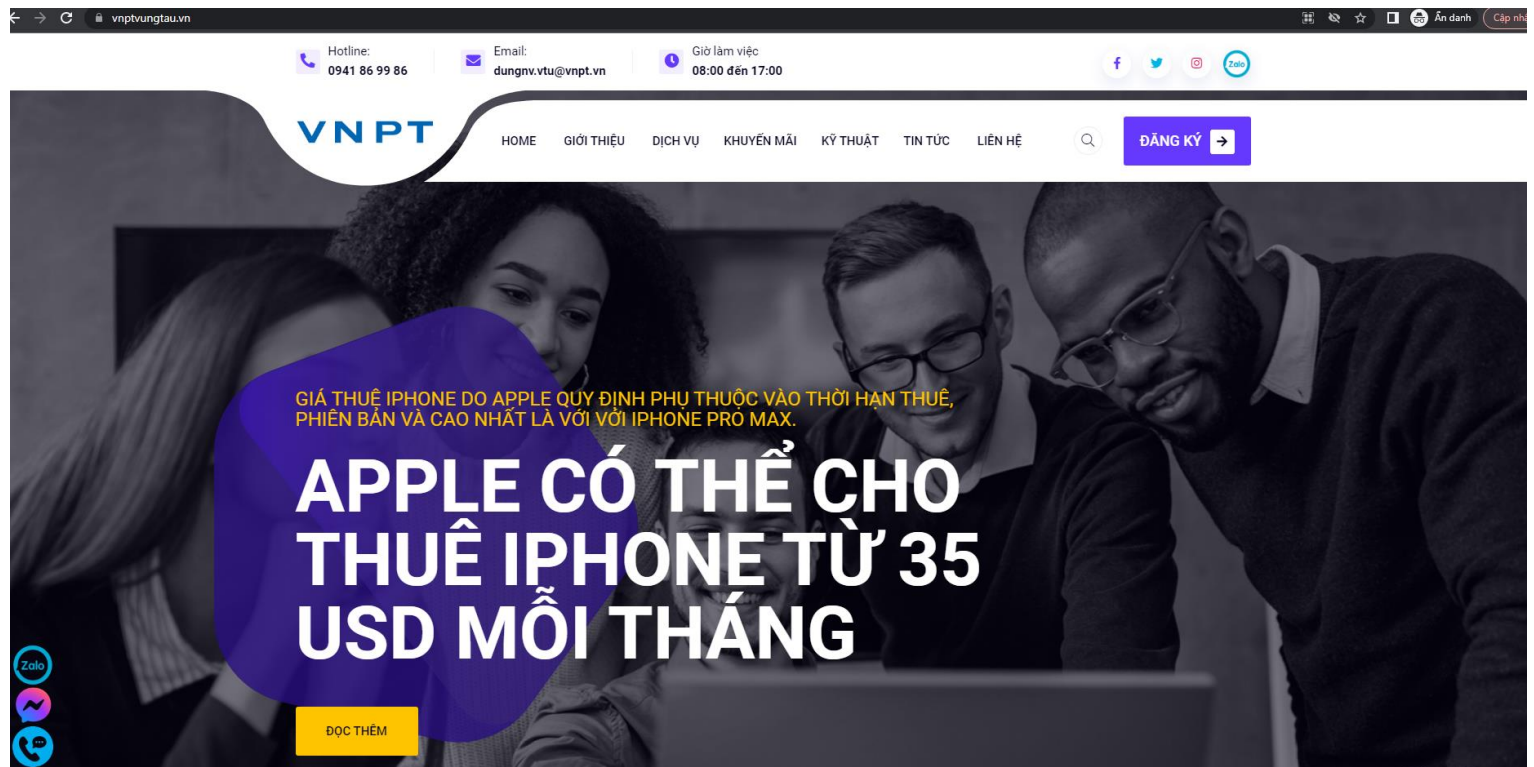 vnptvungtau.vn
Ẩn danh
Cập nhậ
Hotline:
0941 86 99 86
Email:
dungnv.vtu@vnpt.vn
Giờ làm việc
08:00 đến 17:00
Zalo
VNPT
HOME
GIỚI THIỆU
DỊCH VỤ
KHUYẾN MÃI
KỸ THUẬT
TIN TỨC
LIÊN HỆ
ĐĂNG KÝ
GIÁ THUÊ IPHONE DO APPLE QUY ĐỊNH PHỤ THUỘC VÀO THỜI HẠN THUÊ,
PHIÊN BẢN VÀ CAO NHẤT LÀ VỚI VỚI IPHONE PRO MAX.
APPLE CÓ THỂ CHO
THUÊ IPHONE TỪ 35
USD MỖI THÁNG
Zalo
ĐỌC THÊM